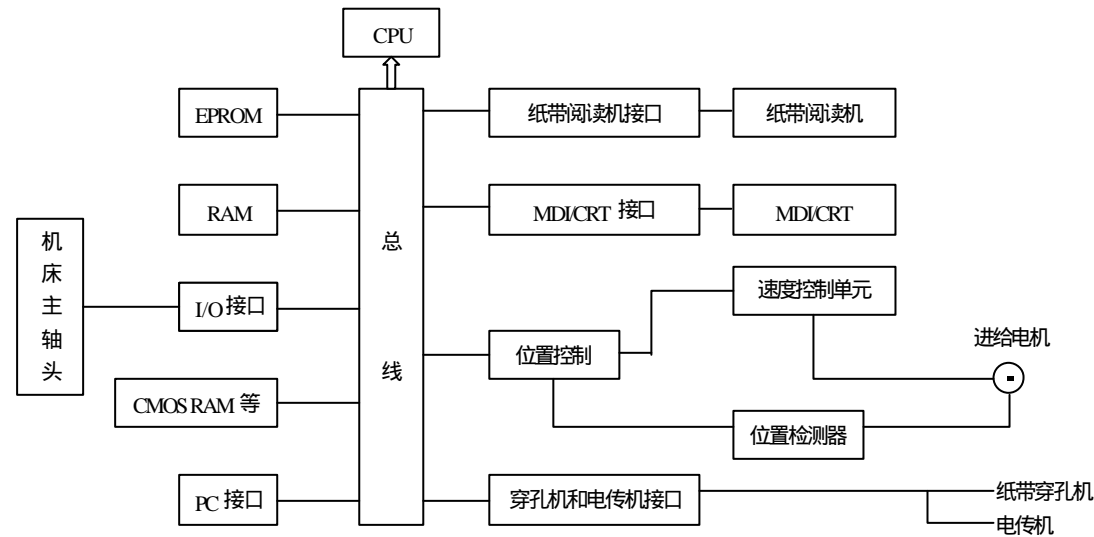 CPU
EPROM
纸带阅读机接口
纸带阅读机
RAM
MDI/CRT 接口
MDI/CRT
机床主轴头
总线
I/O 接口
速度控制单元
进给电机
位置控制
CMOS RAM 等
位置检测器
PC 接口
穿孔机和电传机接口
纸带穿孔机
电传机